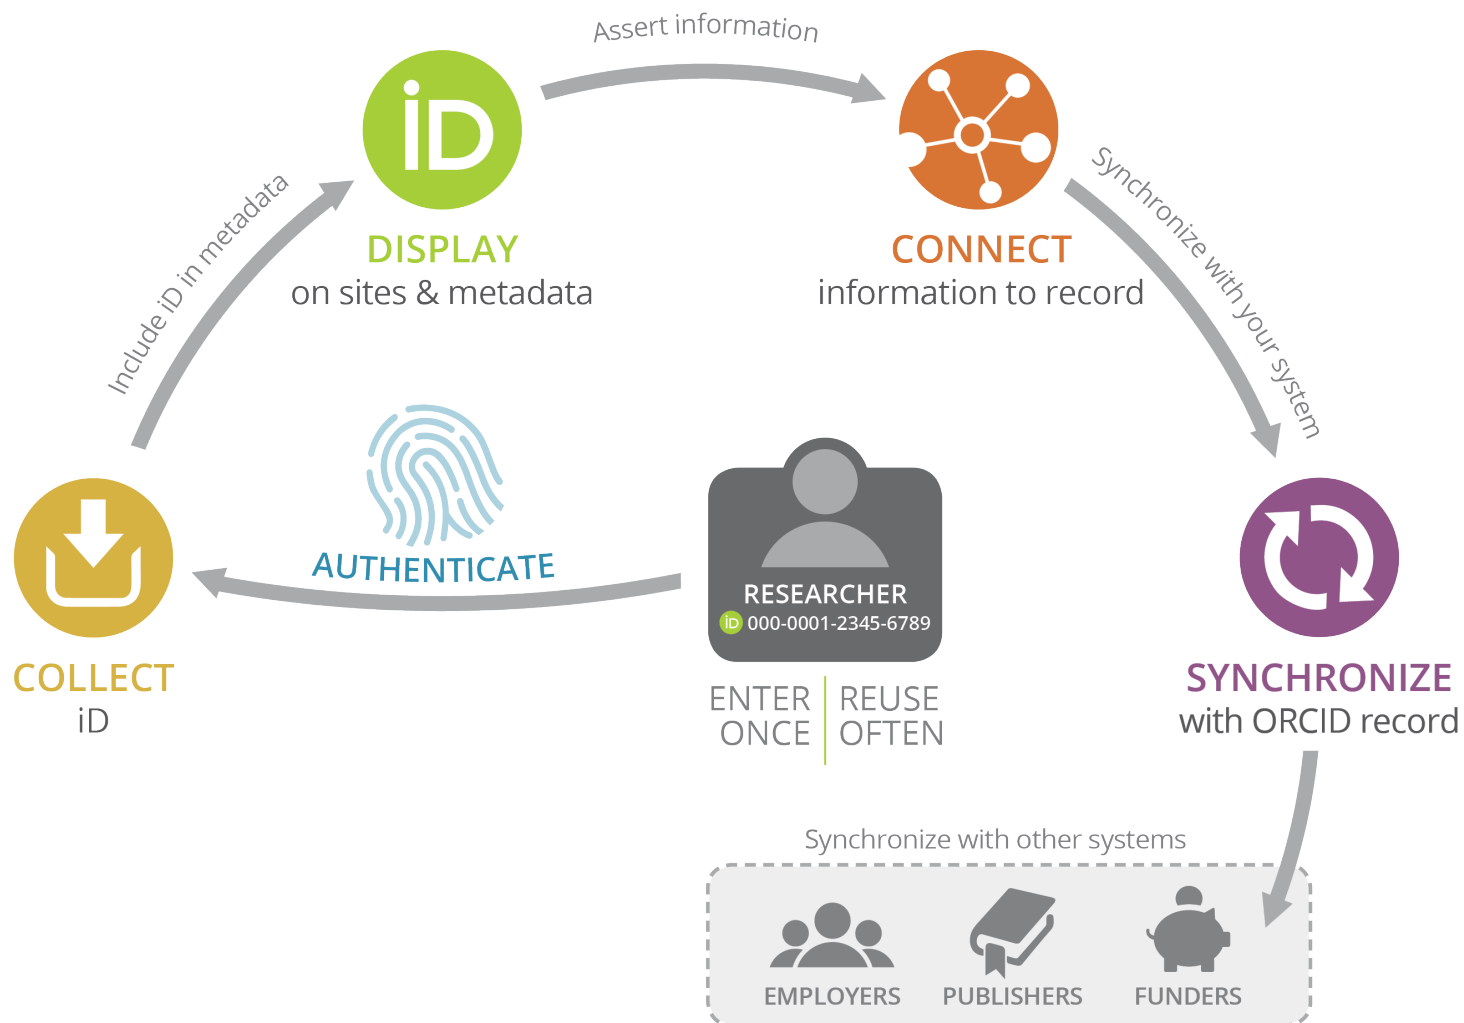 Assert information
iD
DISPLAY
on sites & metadata
CONNECT
information to record
Include iD in metadata
Synchronize with your system
AUTHENTICATE
RESEARCHER
iD 000-0001-2345-6789
COLLECT
iD
ENTER
ONCE
REUSE
OFTEN
SYNCHRONIZE
with ORCID record
Synchronize with other systems
EMPLOYERS
PUBLISHERS
FUNDERS